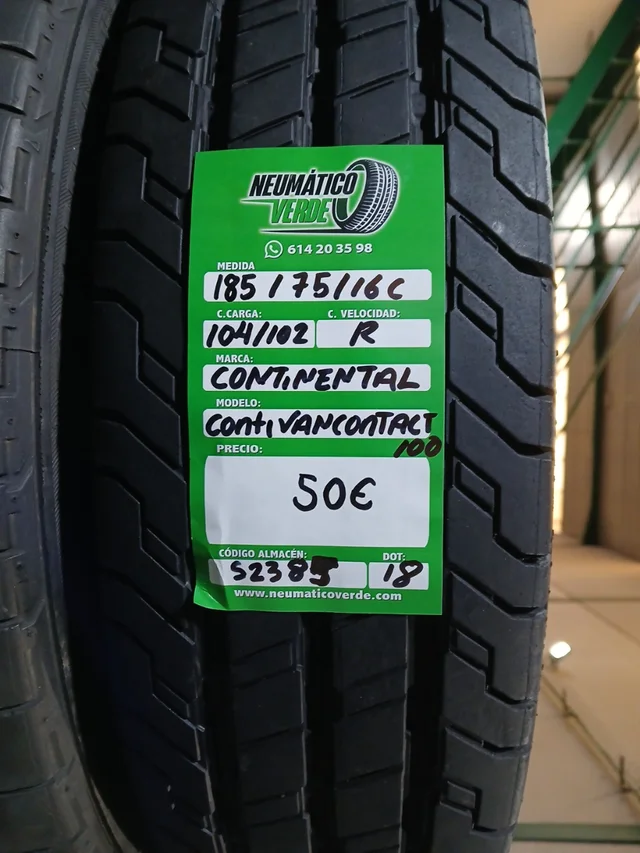 NEUMÁTICO
VERDE
614 20 35 98
MEDIDA
185 / 75 / 16 C
C.CARGA: C. VELOCIDAD:
104/102 R
MARCA:
CONTINENTAL
MODELO:
CONTiVANCONTACT
100
PRECIO:
50€
CÓDIGO ALMACÉN: DOT:
S2385 18
www.neumaticoverde.com